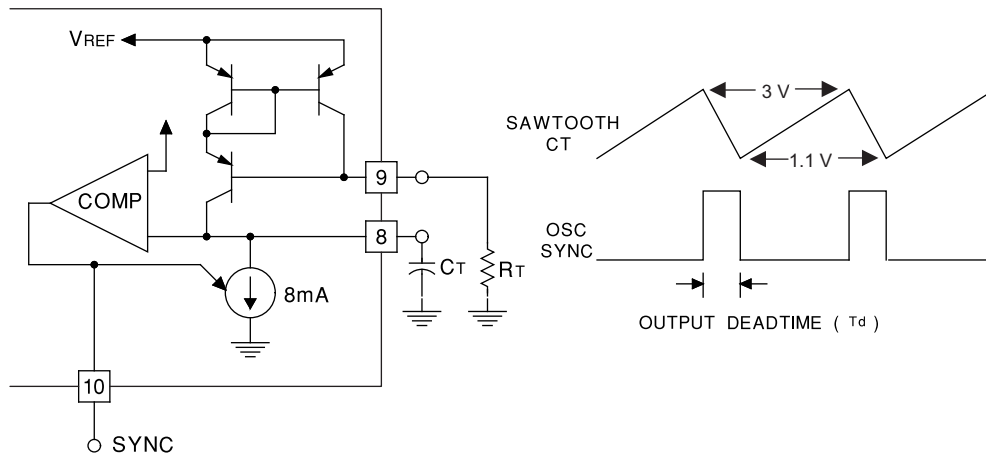 VREF
COMP
9
8
CT
RT
8mA
10
SYNC
SAWTOOTH
CT
3 V
1.1 V
OSC
SYNC
OUTPUT DEADTIME ( Td )